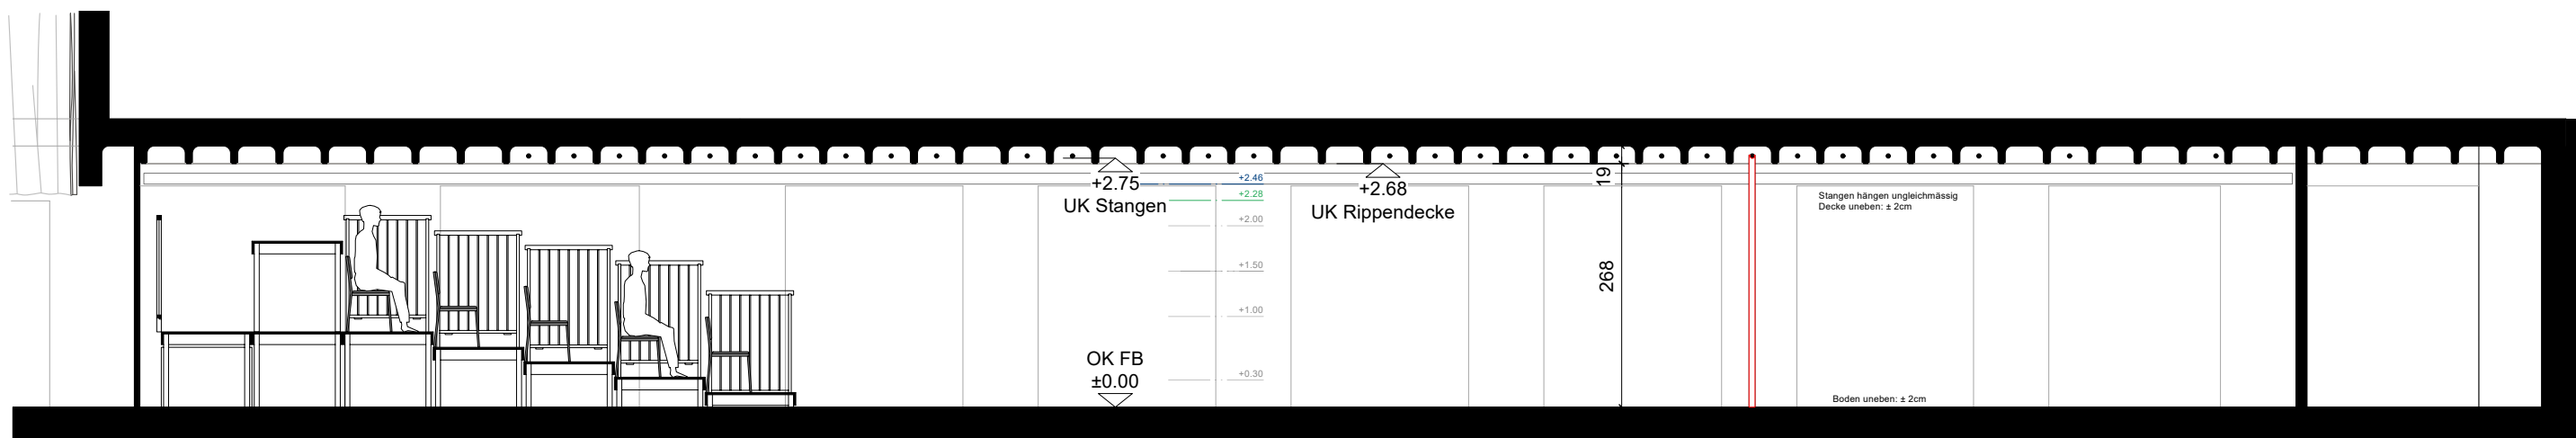 +2.75
UK Stangen
+2.46
+2.28
+2.00
+1.50
+1.00
+0.30
OK FB
±0.00
+2.68
UK Rippendecke
19
268
Stangen hängen ungleichmässig
Decke uneben: ± 2cm
Boden uneben: ± 2cm